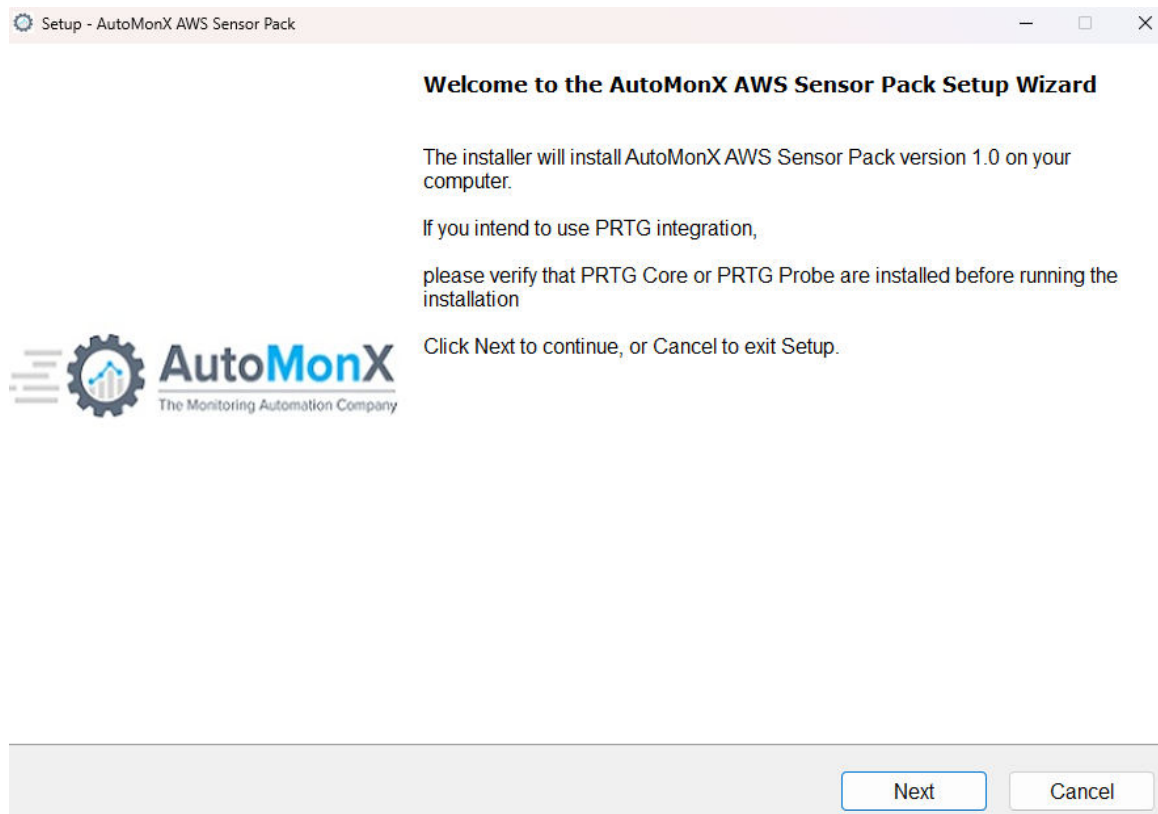 Setup - AutoMonX AWS Sensor Pack
Welcome to the AutoMonX AWS Sensor Pack Setup Wizard
The installer will install AutoMonX AWS Sensor Pack version 1.0 on your
computer.
If you intend to use PRTG integration,
please verify that PRTG Core or PRTG Probe are installed before running the
installation
Click Next to continue, or Cancel to exit Setup.
AutoMonX
The Monitoring Automation Company
Next
Cancel